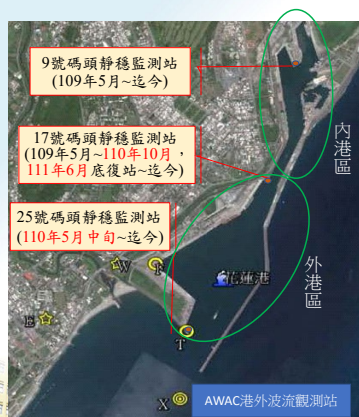 9號碼頭靜穩監測站
(109年5月~迄今)
17號碼頭靜穩監測站
(109年5月~110年10月，
111年6月底復站~迄今)
25號碼頭靜穩監測站
(110年5月中旬~迄今)
內港區
外港區
花蓮港
W
F
E
T
X
AWAC港外波流觀測站